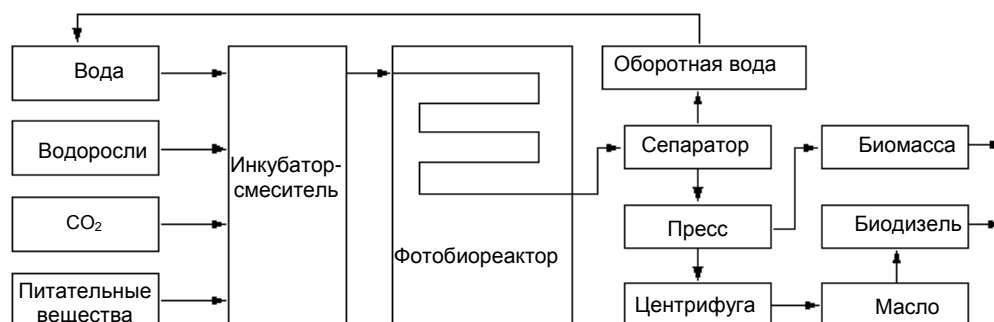 Вода
Водоросли
CO₂
Питательные
вещества
Инкубатор-
смеситель
Фотобиореактор
Оборотная вода
Сепаратор
Пресс
Центрифуга
Биомасса
Биодизель
Масло